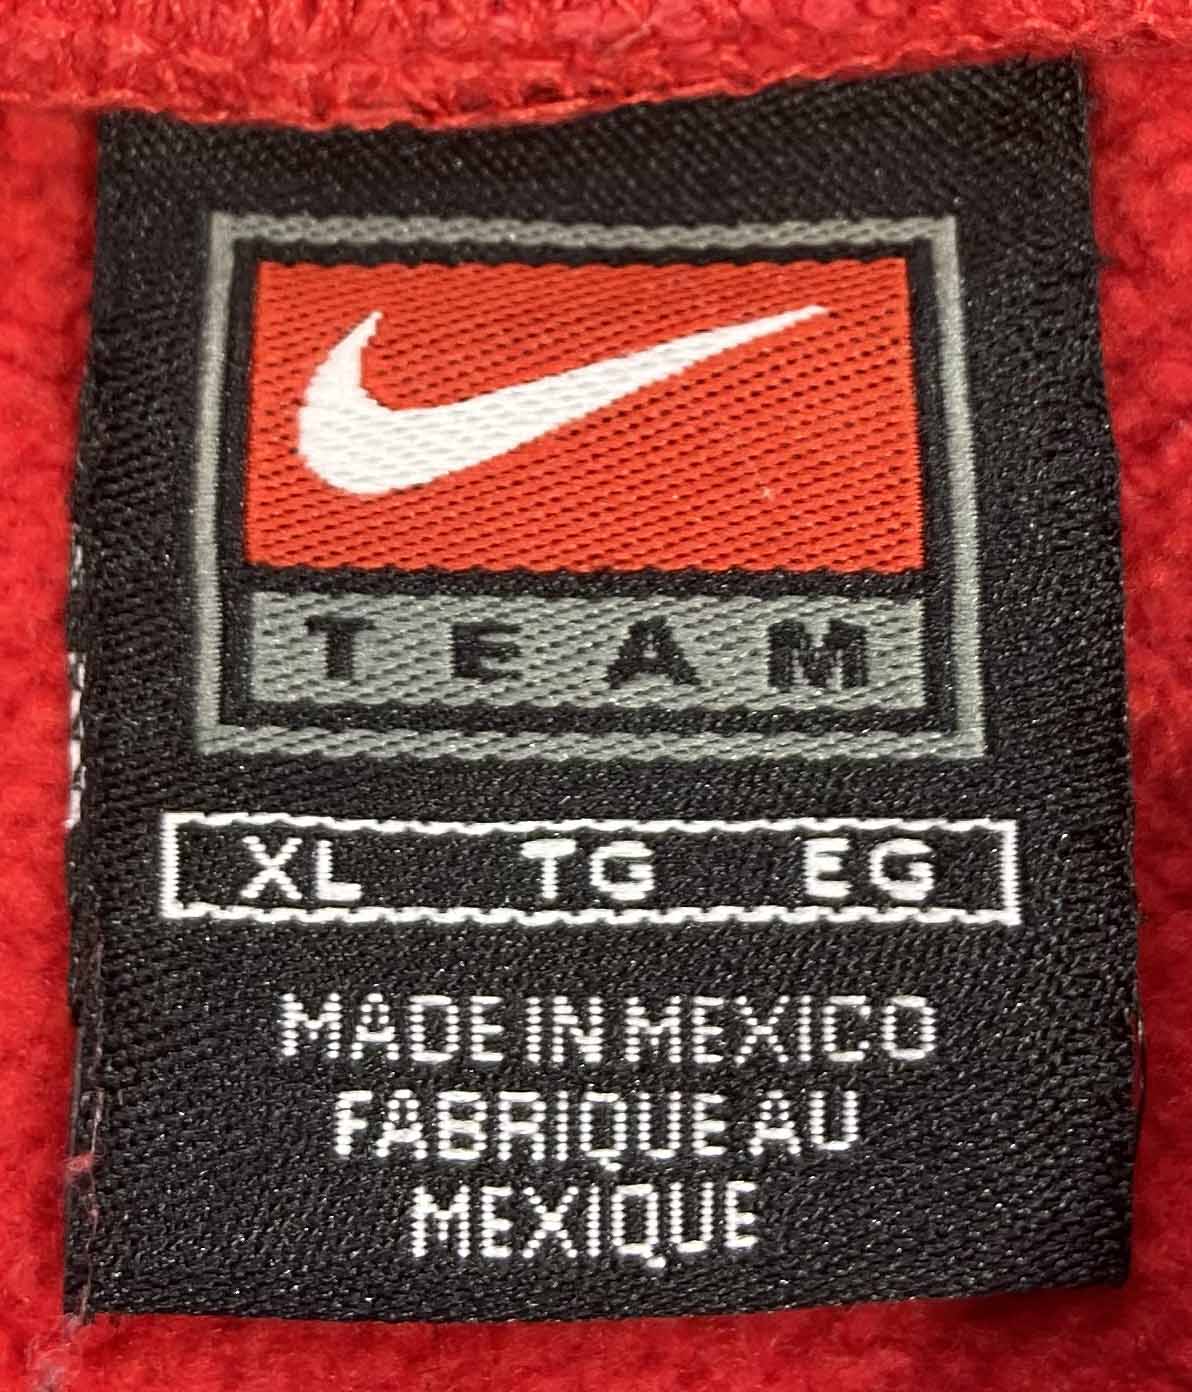 TEAM
XL TG EG
MADE IN MEXICO
FABRIQUE AU
MEXIQUE